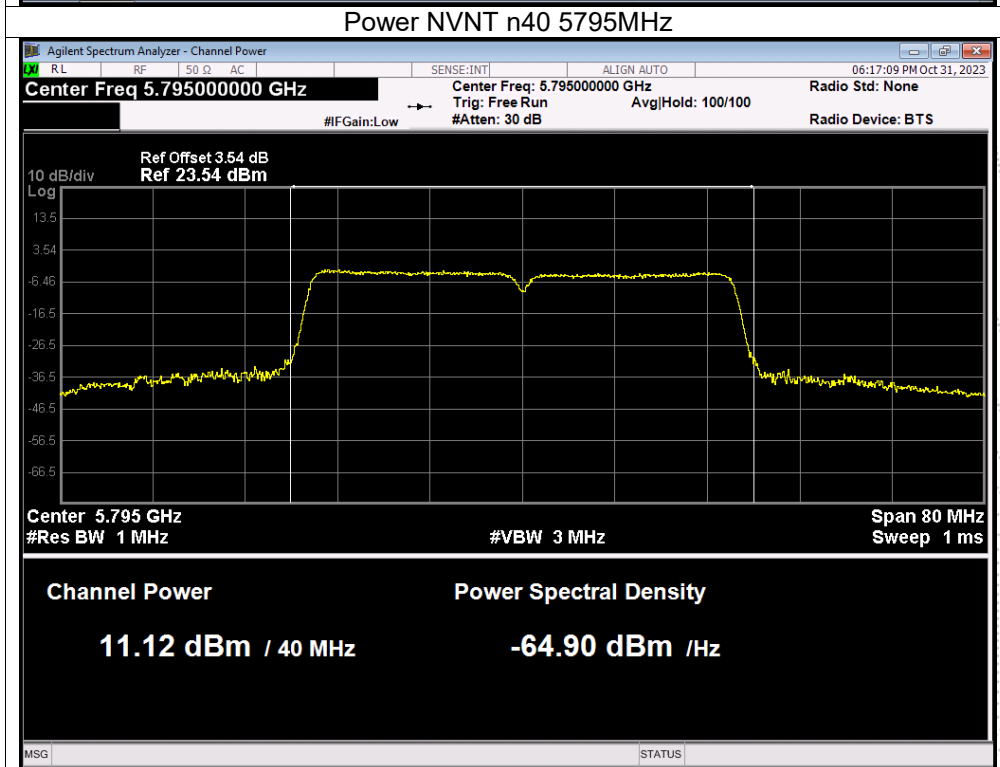 Power NVNT n40 5795MHz
Agilent Spectrum Analyzer - Channel Power
LXI RL RF 50 Ω AC SENSE:INT ALIGN AUTO 06:17:09 PM Oct 31, 2023
Center Freq 5.795000000 GHz Center Freq: 5.795000000 GHz Radio Std: None
Trig: Free Run Avg|Hold: 100/100
#IFGain:Low #Atten: 30 dB Radio Device: BTS
Ref Offset 3.54 dB
10 dB/div Ref 23.54 dBm
Log
13.5
3.54
-6.46
-16.5
-26.5
-36.5
-46.5
-56.5
-66.5
Center 5.795 GHz Span 80 MHz
#Res BW 1 MHz #VBW 3 MHz Sweep 1 ms
Channel Power Power Spectral Density
11.12 dBm / 40 MHz -64.90 dBm /Hz
MSG STATUS